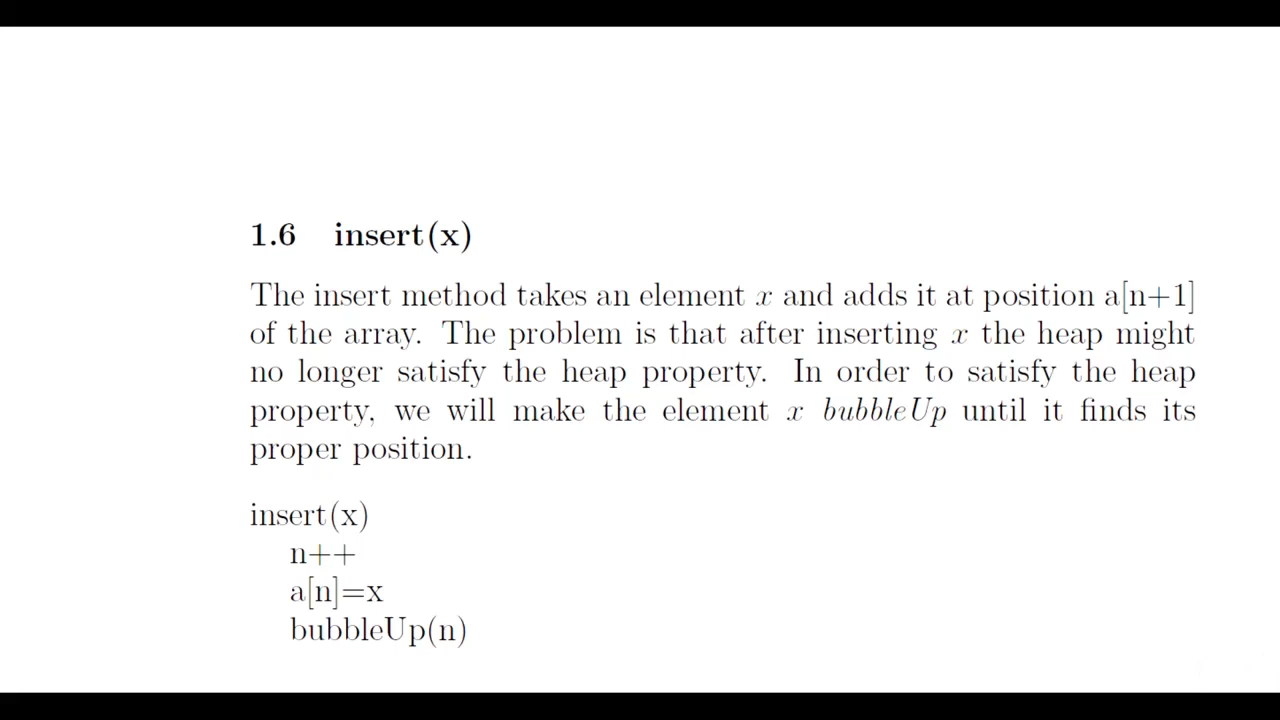 1.6 insert(x)
The insert method takes an element x and adds it at position a[n+1]
of the array. The problem is that after inserting x the heap might
no longer satisfy the heap property. In order to satisfy the heap
property, we will make the element x bubbleUp until it finds its
proper position.
insert(x)
n++
a[n]=x
bubbleUp(n)